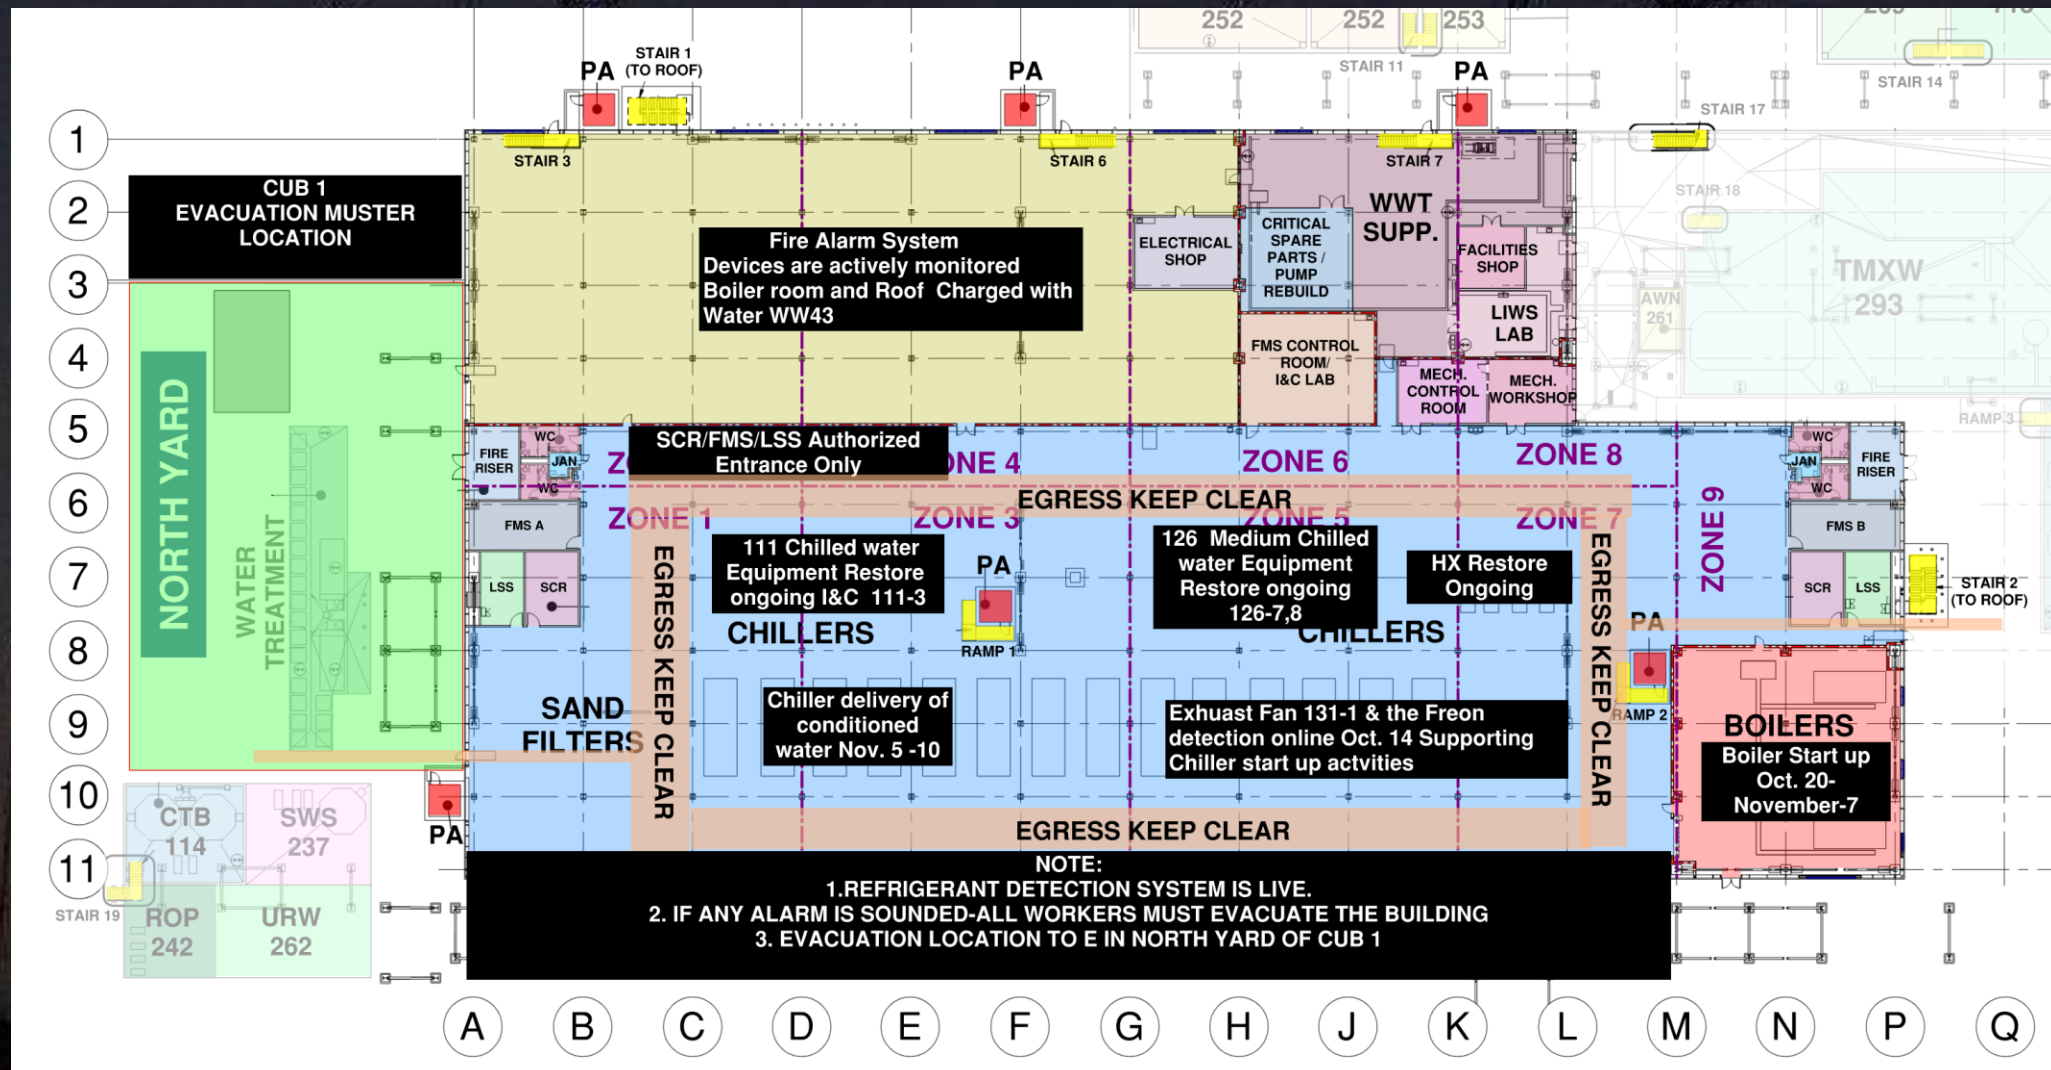 252
252
253
STAIR 11
STAIR 14
STAIR 17
STAIR 1
(TO ROOF)
PA
PA
PA
1
2
3
4
5
6
7
8
9
10
11
STAIR 3
STAIR 6
STAIR 7
STAIR 18
CUB 1
EVACUATION MUSTER
LOCATION
Fire Alarm System
Devices are actively monitored
Boiler room and Roof Charged with
Water WW43
ELECTRICAL
SHOP
CRITICAL
SPARE
PARTS /
PUMP
REBUILD
WWT
SUPP.
FACILITIES
SHOP
LIWS
LAB
FMS CONTROL
ROOM/
I&C LAB
MECH.
CONTROL
ROOM
MECH.
WORKSHOP
AWN
261
TMXW
293
RAMP 3
NORTH YARD
WATER
TREATMENT
FIRE
RISER
WC
JAN
WC
SCR/FMS/LSS Authorized
Entrance Only
ONE 4
ZONE 6
ZONE 8
WC
JAN
WC
FIRE
RISER
EGRESS KEEP CLEAR
ZONE 1
ZONE 3
ZONE 5
ZONE 7
ZONE 9
FMS A
FMS B
LSS
SCR
SCR
LSS
STAIR 2
(TO ROOF)
EGRESS KEEP CLEAR
111 Chilled water
Equipment Restore
ongoing I&C 111-3
CHILLERS
PA
RAMP 1
126 Medium Chilled
water Equipment
Restore ongoing
126-7,8
CHILLERS
HX Restore
Ongoing
EGRESS KEEP CLEAR
PA
RAMP 2
SAND
FILTERS
Chiller delivery of
conditioned
water Nov. 5 -10
Exhuast Fan 131-1 & the Freon
detection online Oct. 14 Supporting
Chiller start up actvities
BOILERS
Boiler Start up
Oct. 20-
November-7
EGRESS KEEP CLEAR
PA
CTB
114
SWS
237
STAIR 19
ROP
242
URW
262
NOTE:
1.REFRIGERANT DETECTION SYSTEM IS LIVE.
2. IF ANY ALARM IS SOUNDED-ALL WORKERS MUST EVACUATE THE BUILDING
3. EVACUATION LOCATION TO E IN NORTH YARD OF CUB 1
A
B
C
D
E
F
G
H
J
K
L
M
N
P
Q